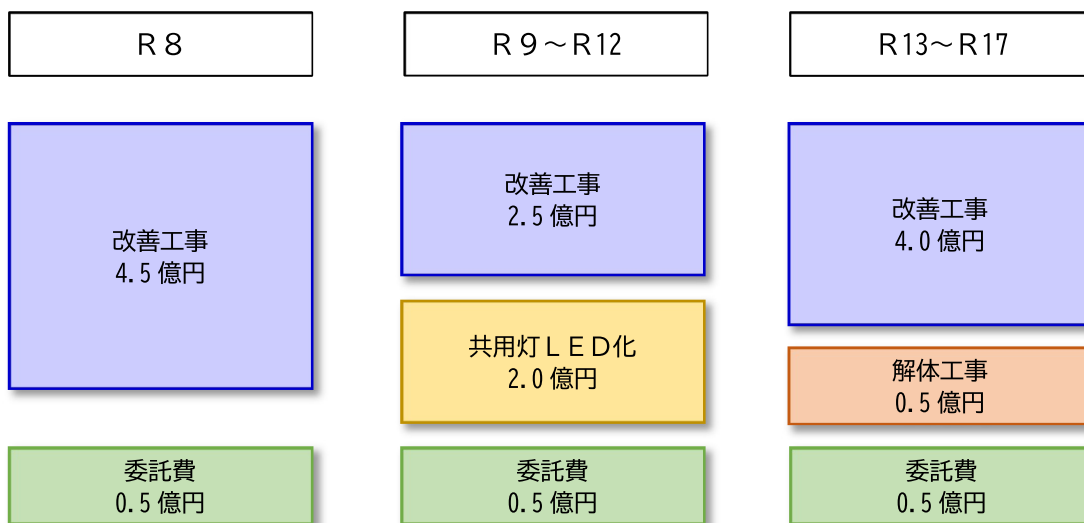 Ｒ８
改善工事
4.5億円
委託費
0.5億円
Ｒ９～Ｒ12
改善工事
2.5億円
共用灯ＬＥＤ化
2.0億円
委託費
0.5億円
Ｒ13～Ｒ17
改善工事
4.0億円
解体工事
0.5億円
委託費
0.5億円